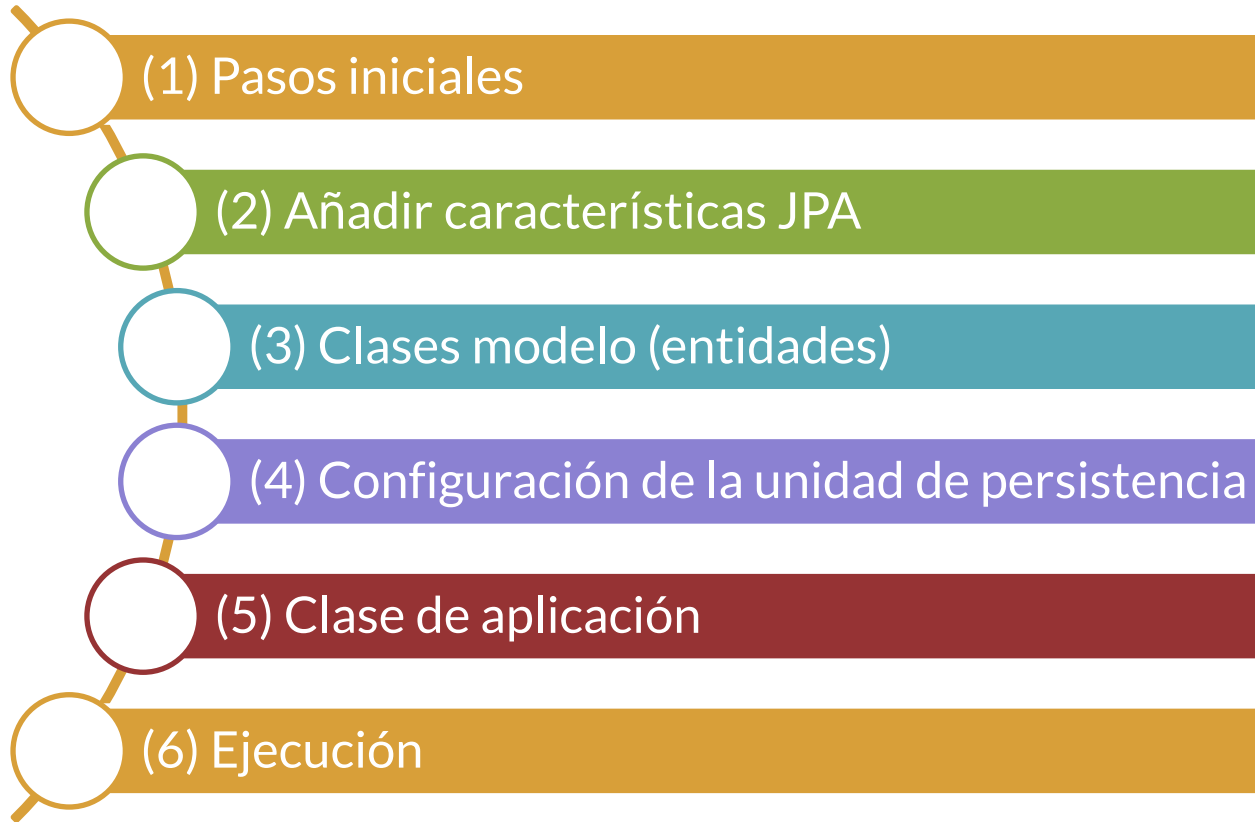 (1) Pasos iniciales
(2) Añadir características JPA
(3) Clases modelo (entidades)
(4) Configuración de la unidad de persistencia
(5) Clase de aplicación
(6) Ejecución